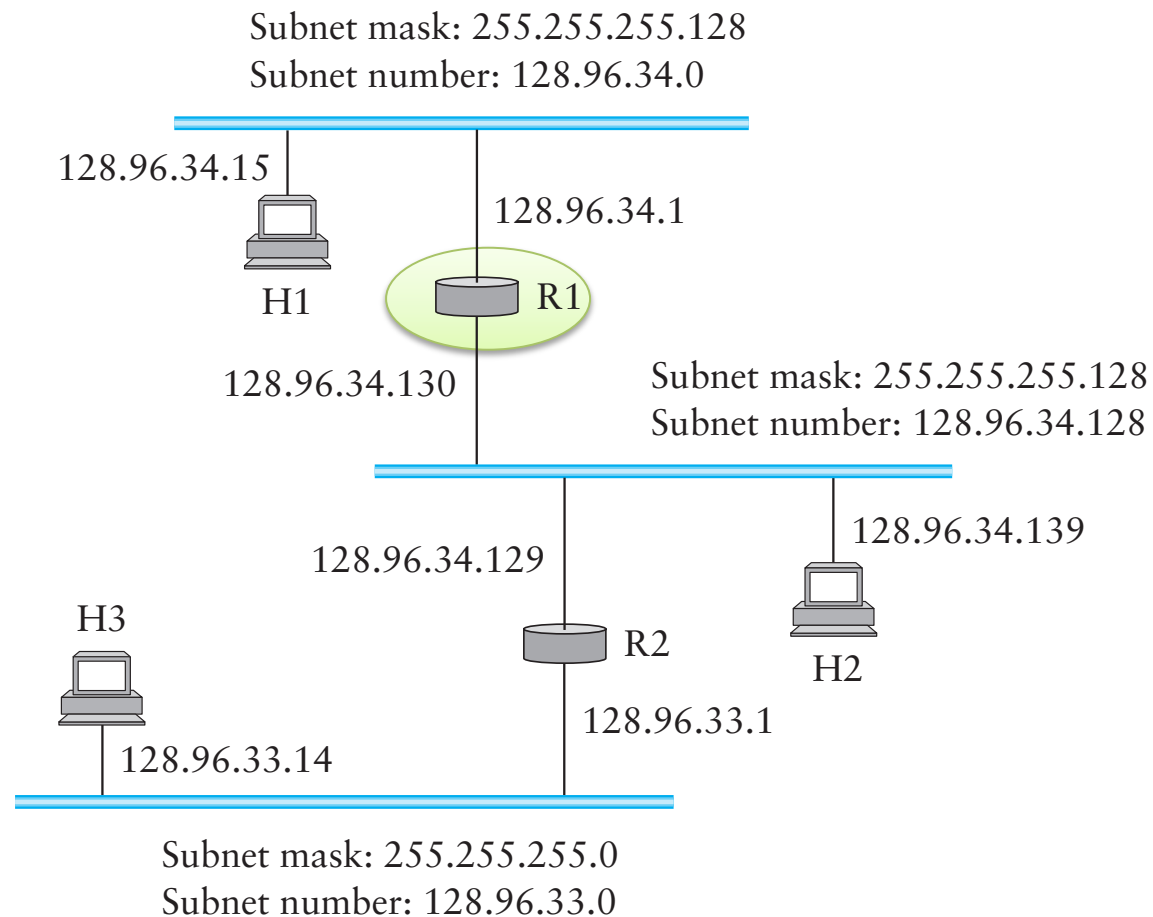 Subnet mask: 255.255.255.128
Subnet number: 128.96.34.0
128.96.34.15
128.96.34.1
H1
R1
128.96.34.130
Subnet mask: 255.255.255.128
Subnet number: 128.96.34.128
128.96.34.139
128.96.34.129
H3
R2
H2
128.96.33.1
128.96.33.14
Subnet mask: 255.255.255.0
Subnet number: 128.96.33.0